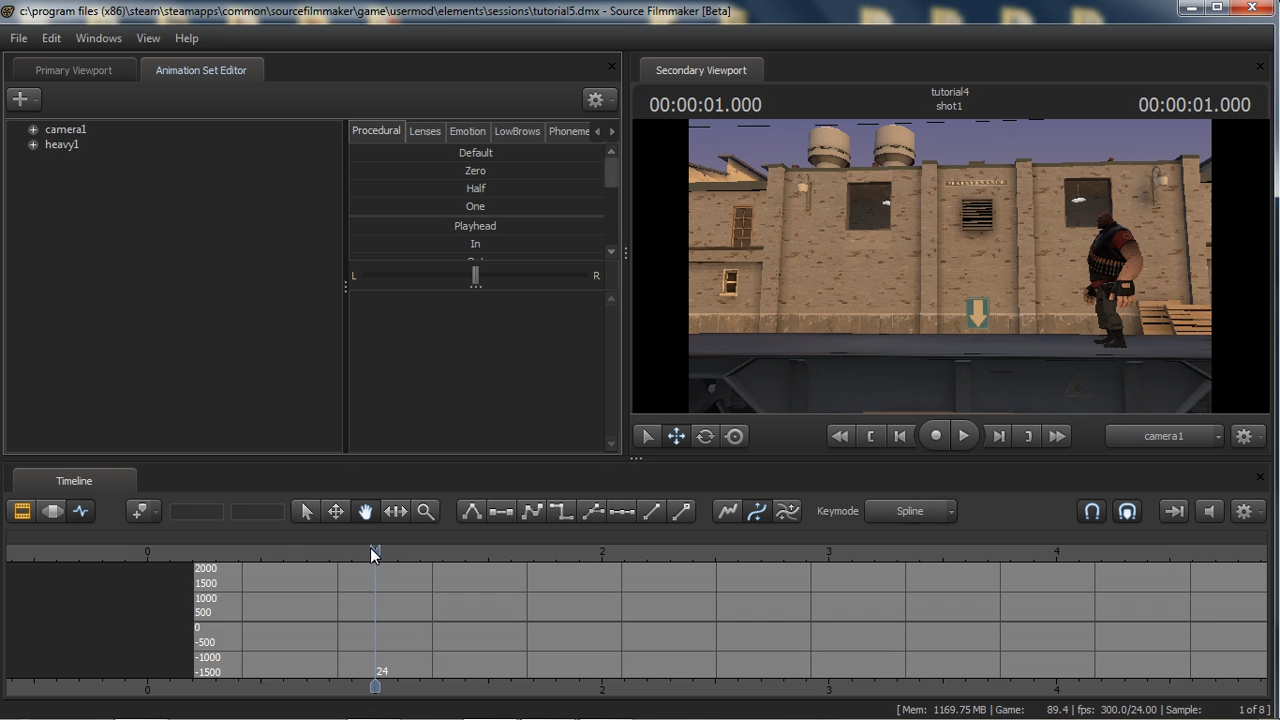 c:\program files (x86)\steam\steamapps\common\sourcefilmmaker\game\usermod\elements\sessions\tutorial5.dmx - Source Filmmaker [Beta]
File Edit Windows View Help
Primary Viewport Animation Set Editor
Secondary Viewport
00:00:01.000 tutorial4 00:00:01.000
shot1
camera1
heavy1
Procedural Lenses Emotion LowBrows Phoneme
Default
Zero
Half
One
Playhead
In
L R
camera1
Timeline
Keymode Spline
0 2 3 4
2000
1500
1000
500
0
-500
-1000
-1500
24
0 2 3 4
[ Mem: 1169.75 MB | Game: 89.4 | fps: 300.0/24.00 | Sample: 1 of 8 ]